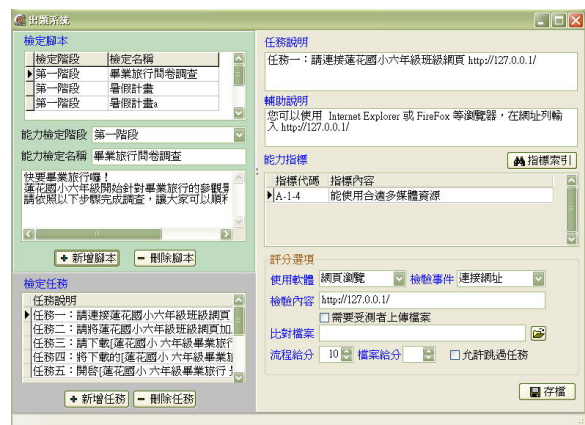 出題系統
檢定腳本
檢定階段 檢定名稱
第一階段 畢業旅行問卷調查
第一階段 暑假計畫
第一階段 暑假計畫a
能力檢定階段 第一階段
能力檢定名稱 畢業旅行問卷調查
快要畢業旅行囉！
蓮花國小六年級開始針對畢業旅行的參觀景
請依照以下步驟完成調查，讓大家可以順利
新增腳本 刪除腳本
檢定任務
任務說明
任務一：請連接蓮花國小六年級班級網頁
任務二：請將蓮花國小六年級班級網頁加
任務三：請下載[蓮花國小六年級畢業旅行
任務四：將下載的[蓮花國小 六年級畢業旅
任務五：開啟[蓮花國小 六年級畢業旅行
新增任務 刪除任務
任務說明
任務一：請連接蓮花國小六年級班級網頁 http://127.0.0.1/
輔助說明
您可以使用 Internet Explorer 或 FireFox 等瀏覽器，在網址列輸
入 http://127.0.0.1/
能力指標 指標索引
指標代碼 指標內容
A-1-4 能使用合適多媒體資源
評分選項
使用軟體 網頁瀏覽 檢驗事件 連接網址
檢驗內容 http://127.0.0.1/
需要受測者上傳檔案
比對檔案
流程給分 10 檔案給分 允許跳過任務
存檔